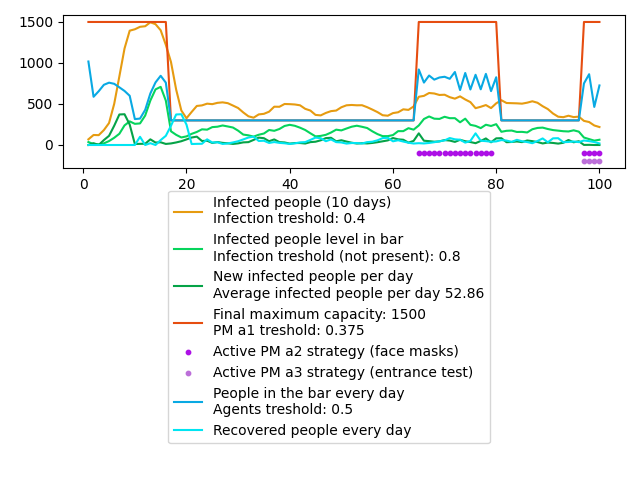 1500
1000
500
0
0
20
40
60
80
100
Infected people (10 days)
Infection treshold: 0.4
Infected people level in bar
Infection treshold (not present): 0.8
New infected people per day
Average infected people per day 52.86
Final maximum capacity: 1500
PM a1 treshold: 0.375
Active PM a2 strategy (face masks)
Active PM a3 strategy (entrance test)
People in the bar every day
Agents treshold: 0.5
Recovered people every day